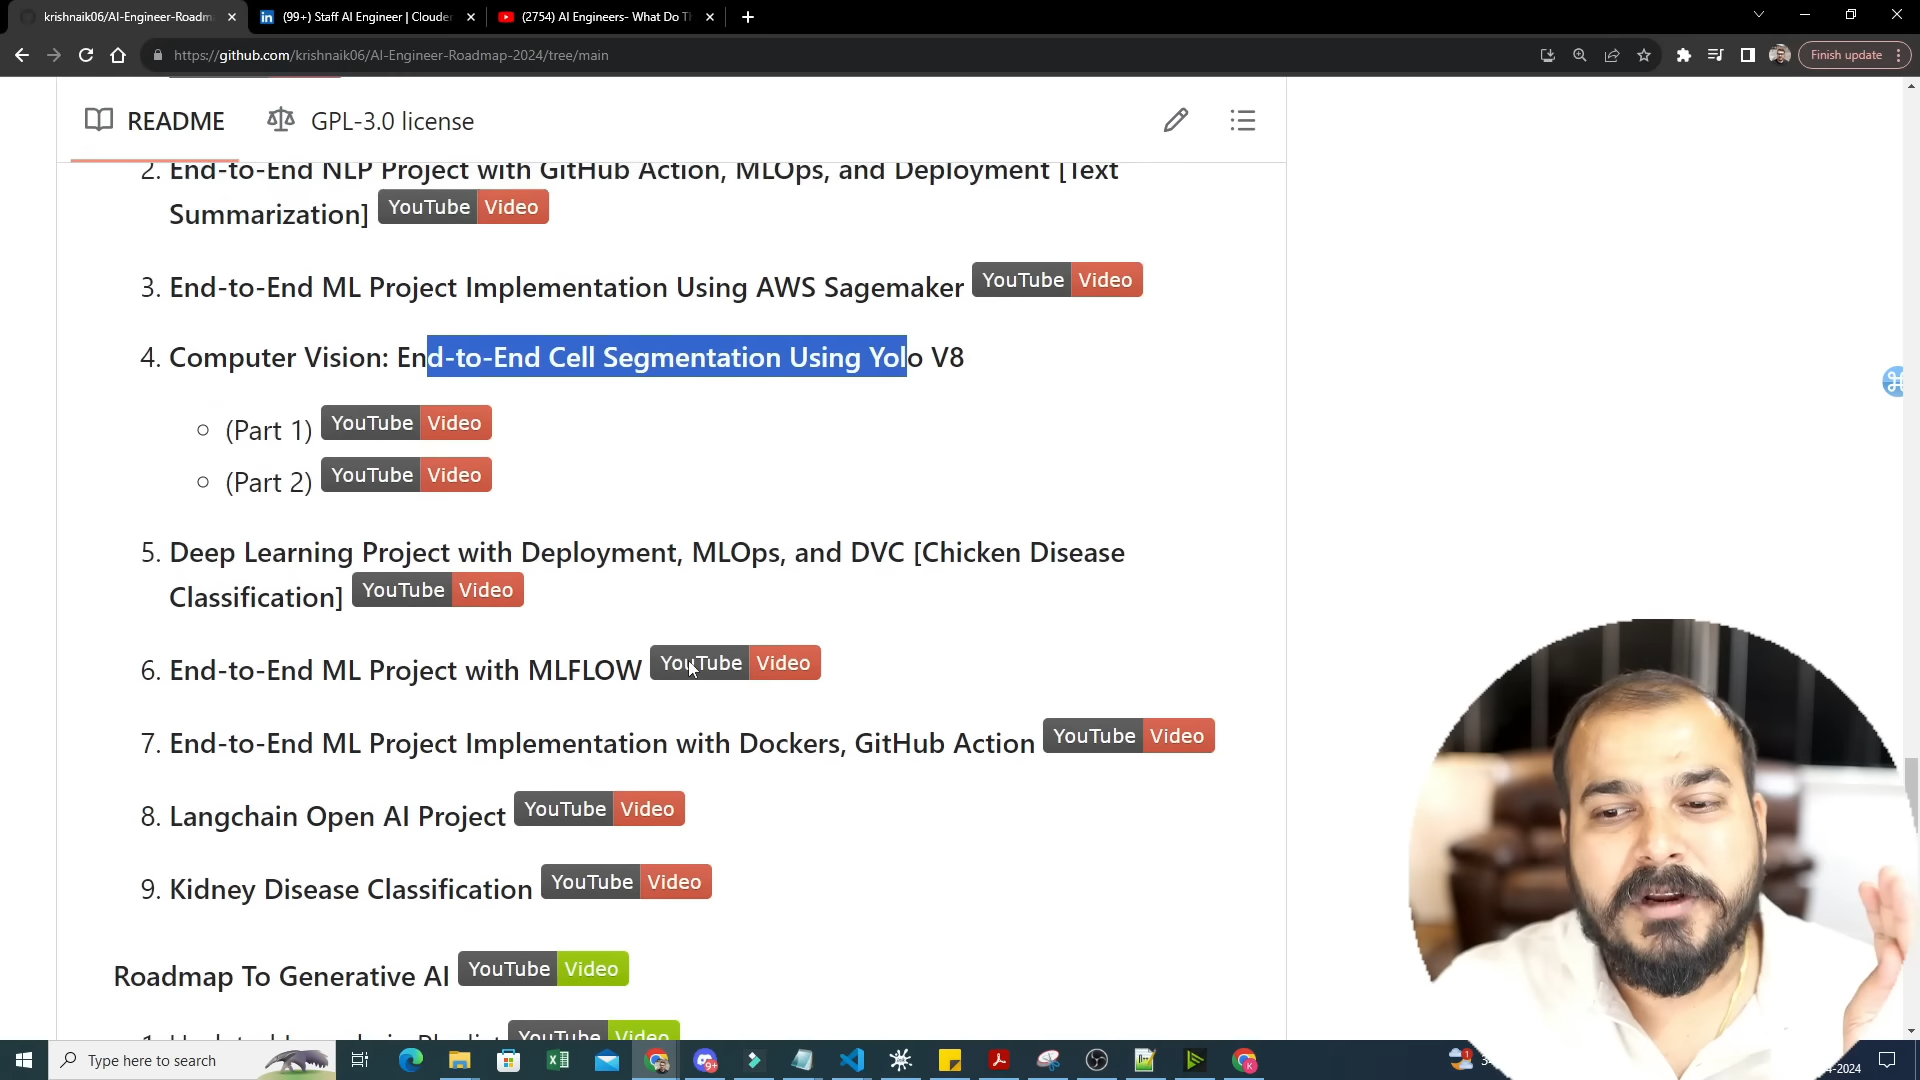 krishnaik06/AI-Engineer-Roadm
(99+) Staff AI Engineer | Clouder
(2754) AI Engineers- What Do Th
https://github.com/krishnaik06/AI-Engineer-Roadmap-2024/tree/main
Finish update
README
GPL-3.0 license
2. End-to-End NLP Project with GitHub Action, MLOps, and Deployment [Text
Summarization] YouTube Video
3. End-to-End ML Project Implementation Using AWS Sagemaker YouTube Video
4. Computer Vision: End-to-End Cell Segmentation Using Yolo V8
(Part 1) YouTube Video
(Part 2) YouTube Video
5. Deep Learning Project with Deployment, MLOps, and DVC [Chicken Disease
Classification] YouTube Video
6. End-to-End ML Project with MLFLOW YouTube Video
7. End-to-End ML Project Implementation with Dockers, GitHub Action YouTube Video
8. Langchain Open AI Project YouTube Video
9. Kidney Disease Classification YouTube Video
Roadmap To Generative AI YouTube Video
YouTube Video
Type here to search